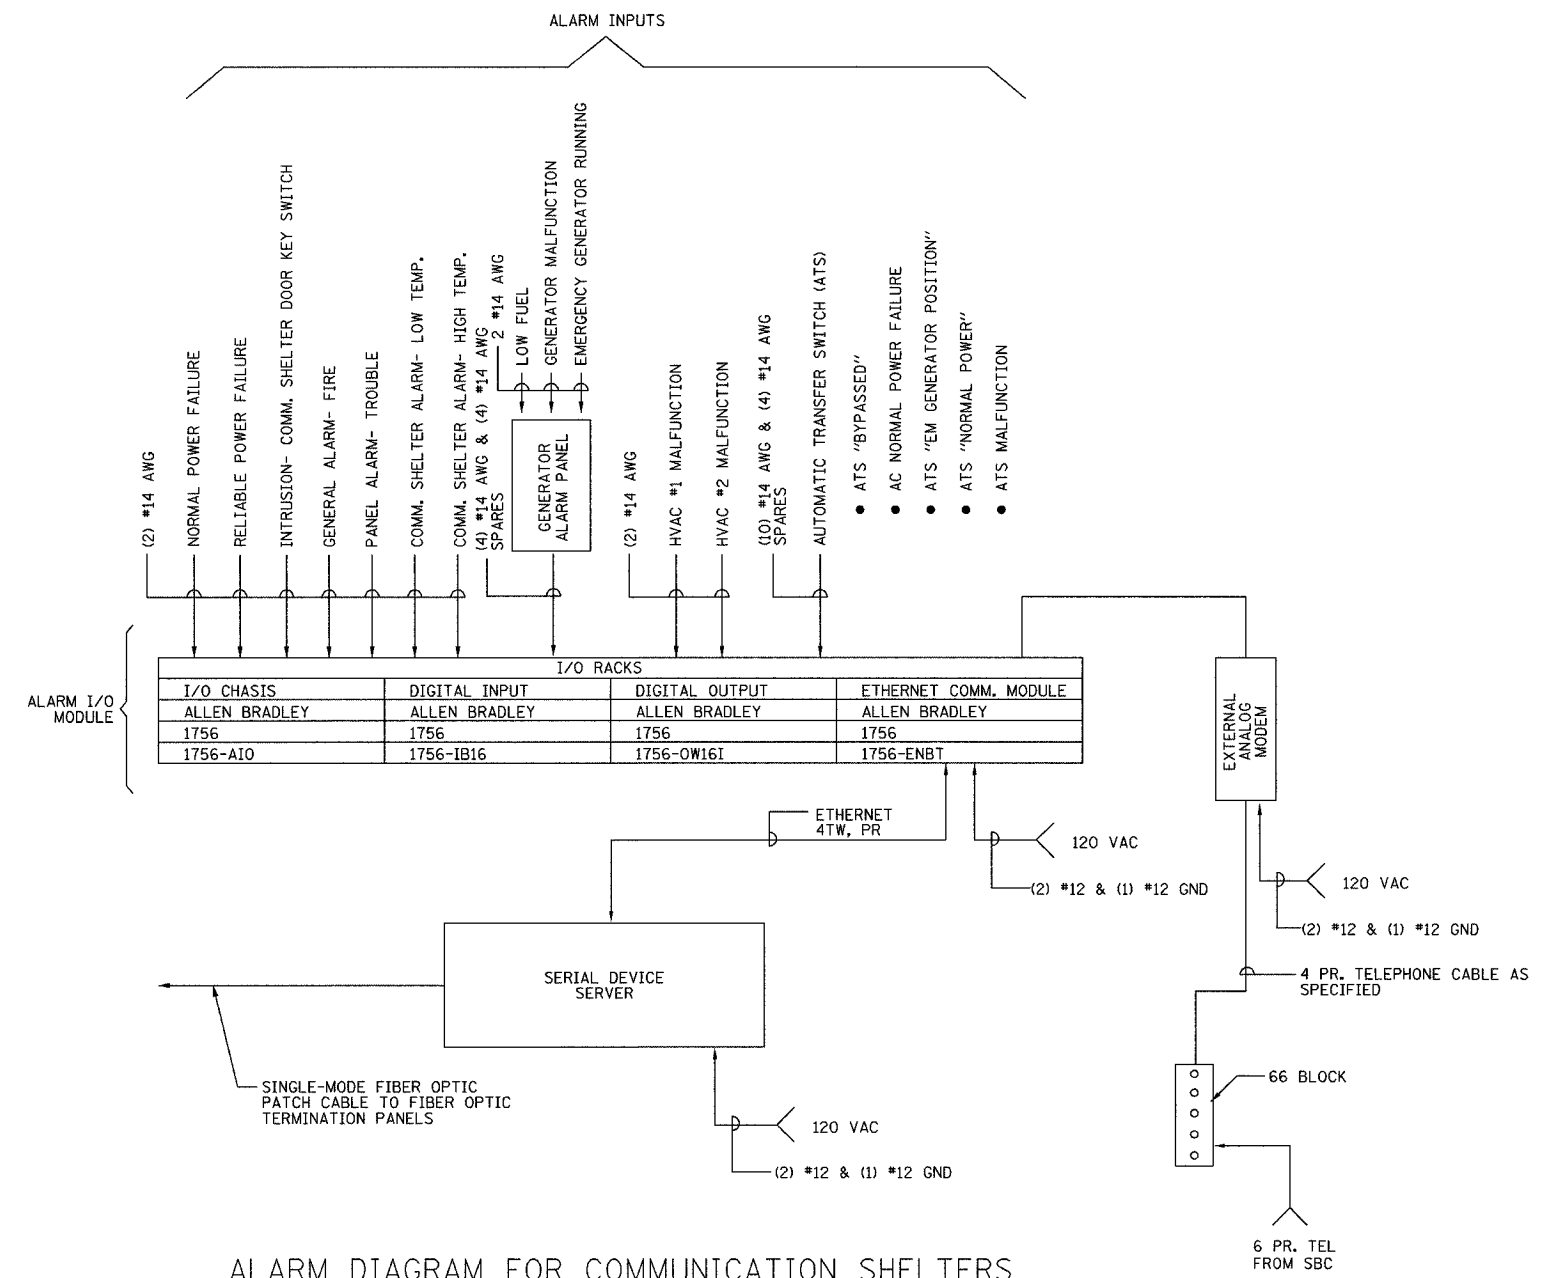 ALARM INPUTS
(2) #14 AWG
NORMAL POWER FAILURE
RELIABLE POWER FAILURE
INTRUSION- COMM. SHELTER DOOR KEY SWITCH
GENERAL ALARM- FIRE
PANEL ALARM- TROUBLE
COMM. SHELTER ALARM- LOW TEMP.
COMM. SHELTER ALARM- HIGH TEMP.
(4) #14 AWG & (4) #14 AWG
SPARES
2 #14 AWG
LOW FUEL
GENERATOR MALFUNCTION
EMERGENCY GENERATOR RUNNING
GENERATOR
ALARM PANEL
(2) #14 AWG
HVAC #1 MALFUNCTION
HVAC #2 MALFUNCTION
(10) #14 AWG & (4) #14 AWG
SPARES
AUTOMATIC TRANSFER SWITCH (ATS)
• ATS "BYPASSED"
• AC NORMAL POWER FAILURE
• ATS "EM GENERATOR POSITION"
• ATS "NORMAL POWER"
• ATS MALFUNCTION
ALARM I/O
MODULE
I/O RACKS
I/O CHASIS DIGITAL INPUT DIGITAL OUTPUT ETHERNET COMM. MODULE
ALLEN BRADLEY ALLEN BRADLEY ALLEN BRADLEY ALLEN BRADLEY
1756 1756 1756 1756
1756-AIO 1756-IB16 1756-OW16I 1756-ENBT
EXTERNAL
ANALOG
MODEM
ETHERNET
4TW, PR
120 VAC
(2) #12 & (1) #12 GND
120 VAC
(2) #12 & (1) #12 GND
4 PR. TELEPHONE CABLE AS
SPECIFIED
SERIAL DEVICE
SERVER
SINGLE-MODE FIBER OPTIC
PATCH CABLE TO FIBER OPTIC
TERMINATION PANELS
66 BLOCK
120 VAC
(2) #12 & (1) #12 GND
6 PR. TEL
FROM SBC
ALARM DIAGRAM FOR COMMUNICATION SHELTERS